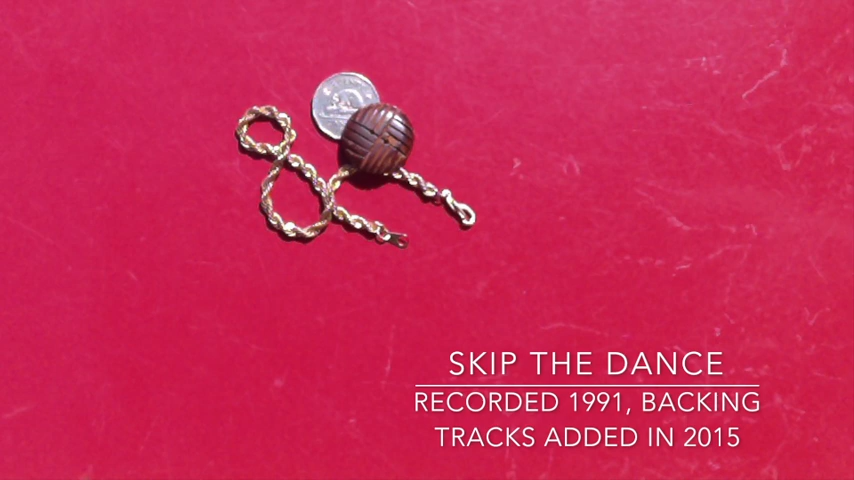 SKIP THE DANCE
RECORDED 1991, BACKING
TRACKS ADDED IN 2015